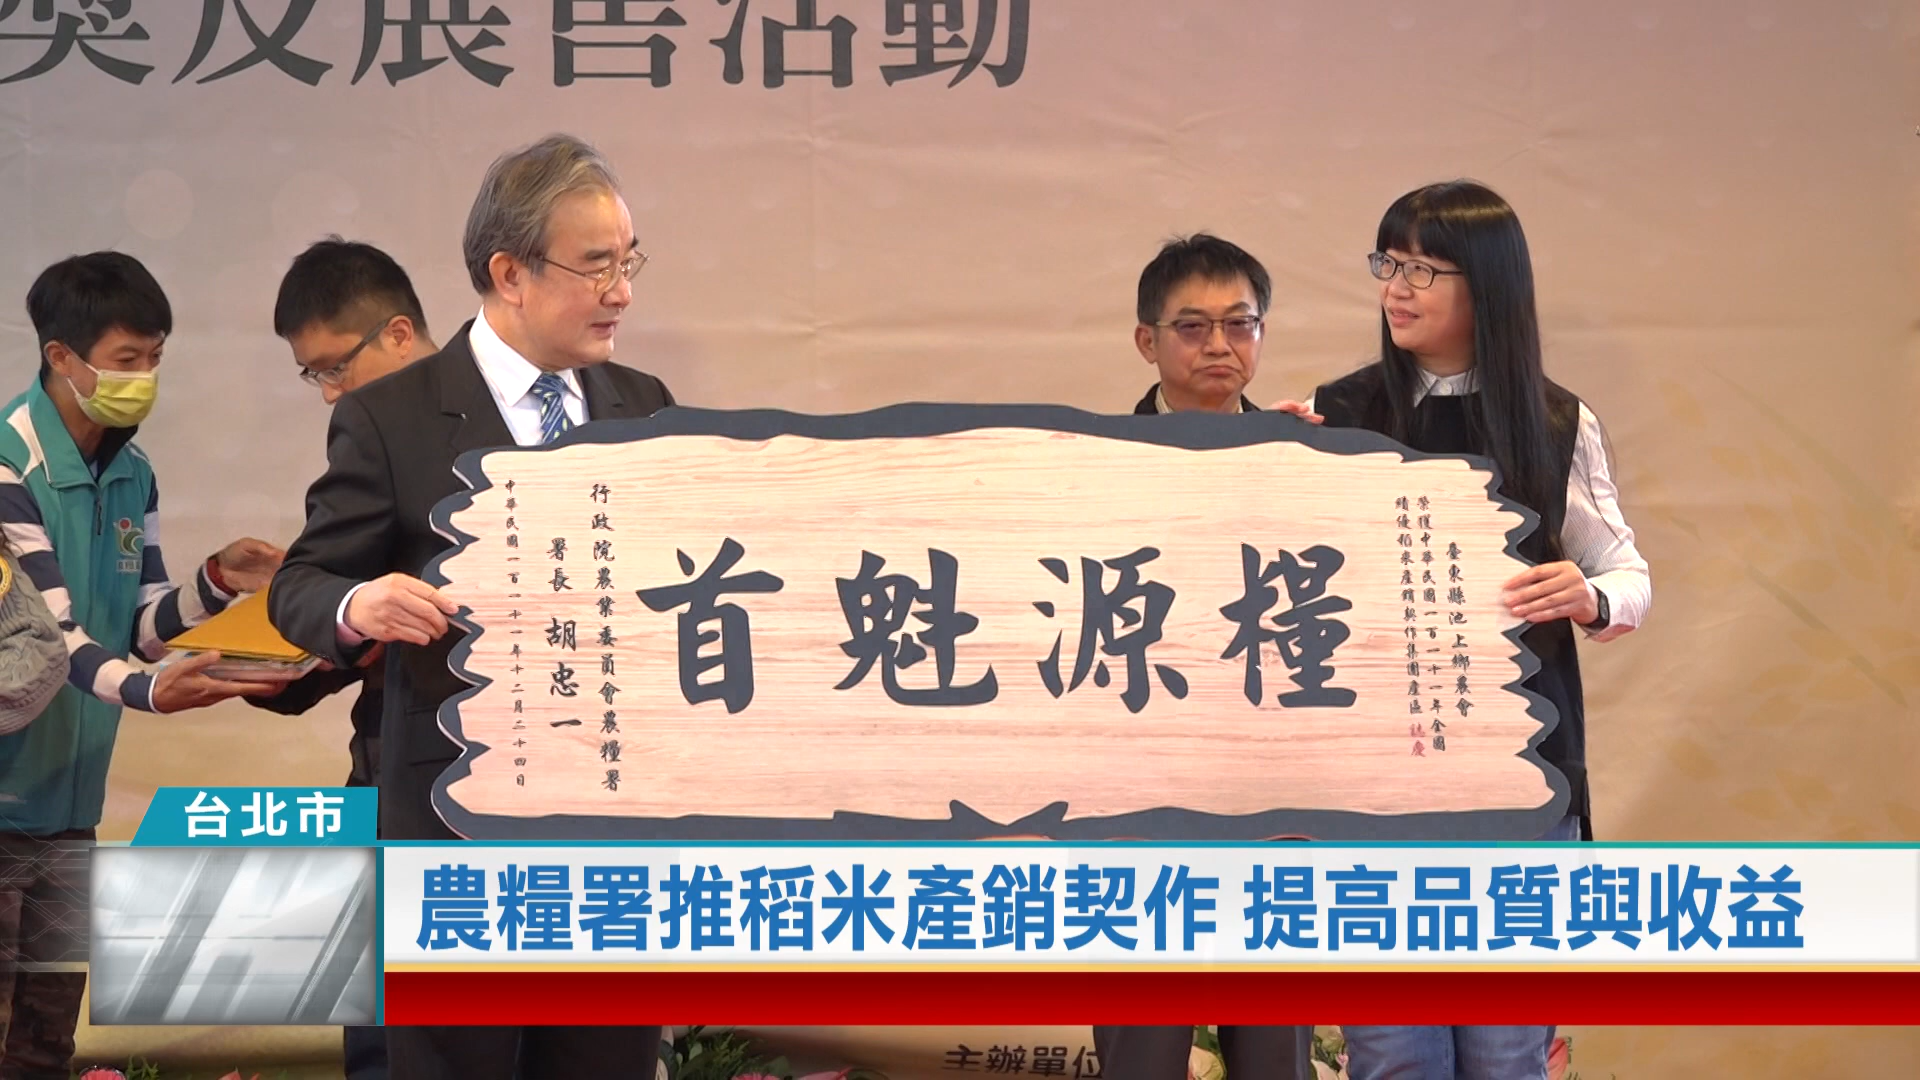 獎及展售活動
糧源魁首
臺東縣池上鄉農會
榮獲中華民國一百一十一年全國
績優稻米產銷契作集團產區 誌慶
行政院農業委員會農糧署
署長 胡忠一
中華民國一百一十一年十二月二十四日
台北市
農糧署推稻米產銷契作 提高品質與收益
主辦單位